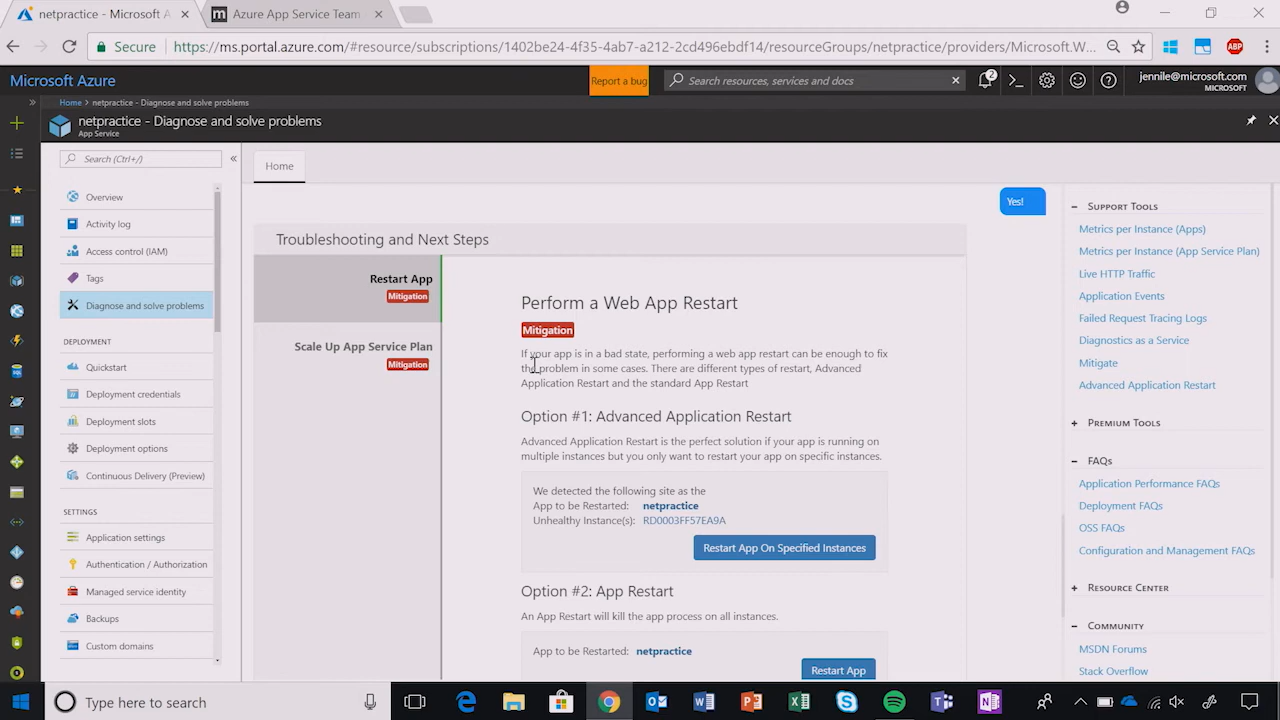 netpractice - Microsoft A
Azure App Service Team
Secure
https://ms.portal.azure.com/#resource/subscriptions/1402be24-4f35-4ab7-a212-2cd496ebdf14/resourceGroups/netpractice/providers/Microsoft.W...
ABP
Microsoft Azure
Report a bug
Search resources, services and docs
2
jennile@microsoft.com
MICROSOFT
Home > netpractice - Diagnose and solve problems
netpractice - Diagnose and solve problems
App Service
Search (Ctrl+/)
Overview
Activity log
Access control (IAM)
Tags
Diagnose and solve problems
DEPLOYMENT
Quickstart
Deployment credentials
Deployment slots
Deployment options
Continuous Delivery (Preview)
SETTINGS
Application settings
Authentication / Authorization
Managed service identity
Backups
Custom domains
Home
Yes!
Troubleshooting and Next Steps
Restart App
Mitigation
Scale Up App Service Plan
Mitigation
Perform a Web App Restart
Mitigation
If your app is in a bad state, performing a web app restart can be enough to fix
the problem in some cases. There are different types of restart, Advanced
Application Restart and the standard App Restart
Option #1: Advanced Application Restart
Advanced Application Restart is the perfect solution if your app is running on
multiple instances but you only want to restart your app on specific instances.
We detected the following site as the
App to be Restarted: netpractice
Unhealthy Instance(s): RD0003FF57EA9A
Restart App On Specified Instances
Option #2: App Restart
An App Restart will kill the app process on all instances.
App to be Restarted: netpractice
Restart App
SUPPORT TOOLS
Metrics per Instance (Apps)
Metrics per Instance (App Service Plan)
Live HTTP Traffic
Application Events
Failed Request Tracing Logs
Diagnostics as a Service
Mitigate
Advanced Application Restart
PREMIUM TOOLS
FAQs
Application Performance FAQs
Deployment FAQs
OSS FAQs
Configuration and Management FAQs
RESOURCE CENTER
COMMUNITY
MSDN Forums
Stack Overflow
Type here to search